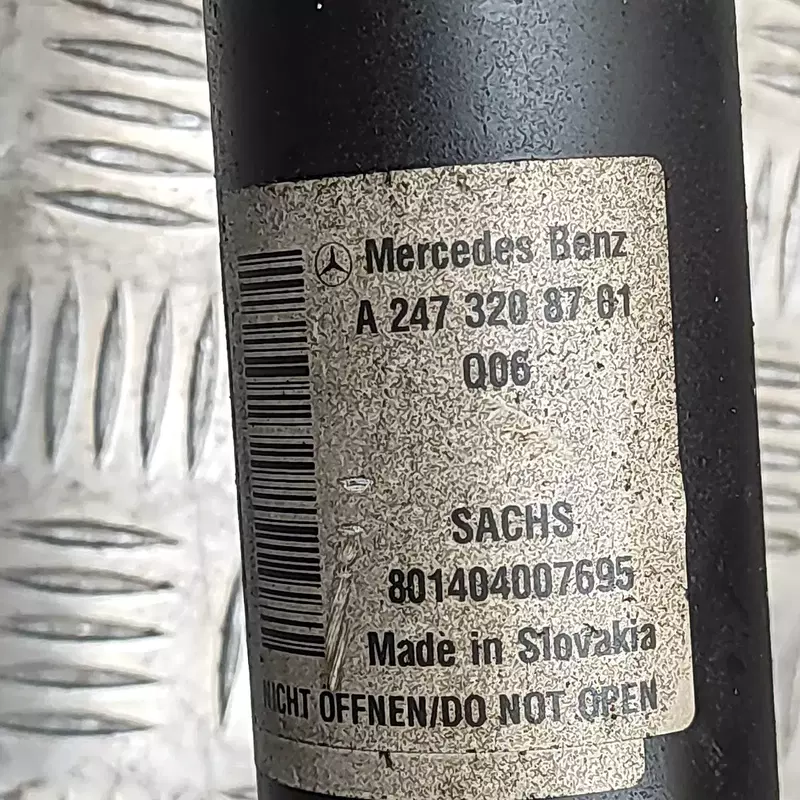 Mercedes Benz
A 247 320 87 01
Q06
SACHS
801404007695
Made in Slovakia
NICHT OFFNEN/DO NOT OPEN